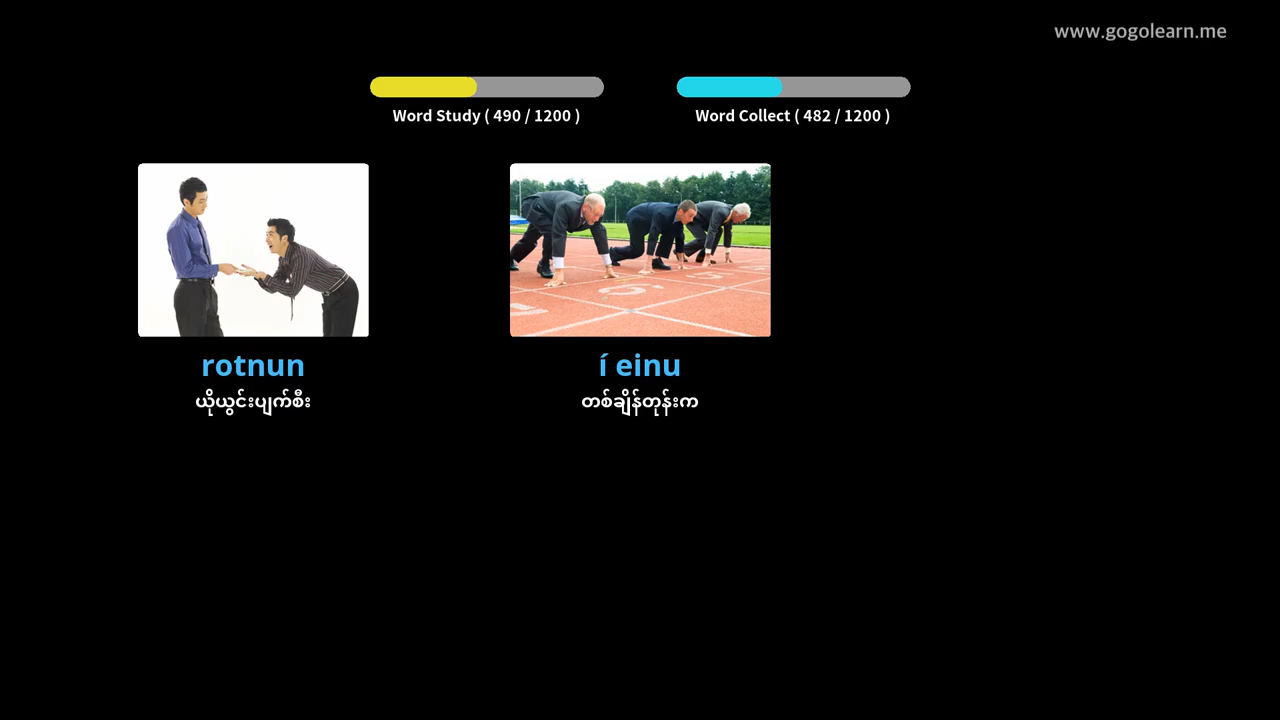 www.gogolearn.me
Word Study ( 490 / 1200 )
Word Collect ( 482 / 1200 )
rotnun
ယိုယွင်းပျက်စီး
í einu
တစ်ချိန်တုန်းက